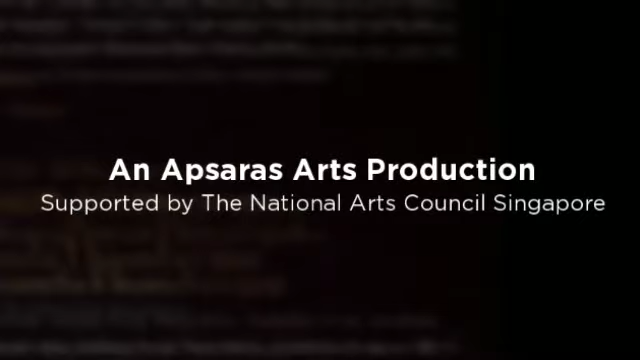 An Apsaras Arts Production
Supported by The National Arts Council Singapore